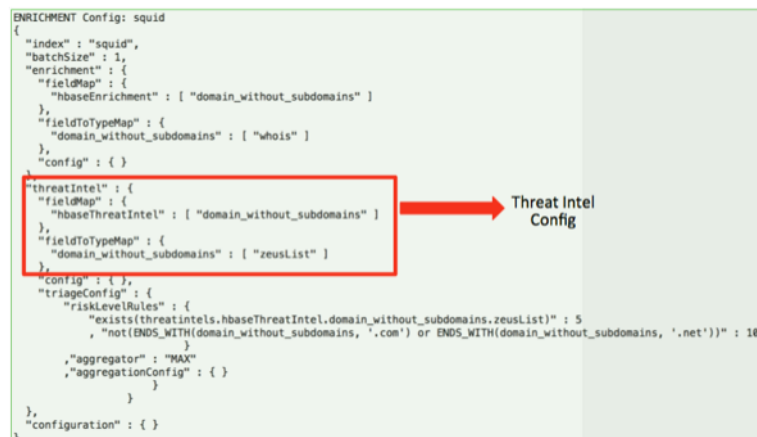 ENRICHMENT Config: squid
{
"index" : "squid",
"batchSize" : 1,
"enrichment" : {
"fieldMap" : {
"hbaseEnrichment" : [ "domain_without_subdomains" ]
},
"fieldToTypeMap" : {
"domain_without_subdomains" : [ "whois" ]
},
"config" : { }
},
"threatIntel" : {
"fieldMap" : {
"hbaseThreatIntel" : [ "domain_without_subdomains" ]
},
"fieldToTypeMap" : {
"domain_without_subdomains" : [ "zeusList" ]
},
"config" : { },
"triageConfig" : {
"riskLevelRules" : {
"exists(threatintels.hbaseThreatIntel.domain_without_subdomains.zeusList)" : 5
, "not(ENDS_WITH(domain_without_subdomains, '.com') or ENDS_WITH(domain_without_subdomains, '.net'))" : 10
}
,"aggregator" : "MAX"
,"aggregationConfig" : { }
}
}
},
"configuration" : { }
}
Threat Intel
Config